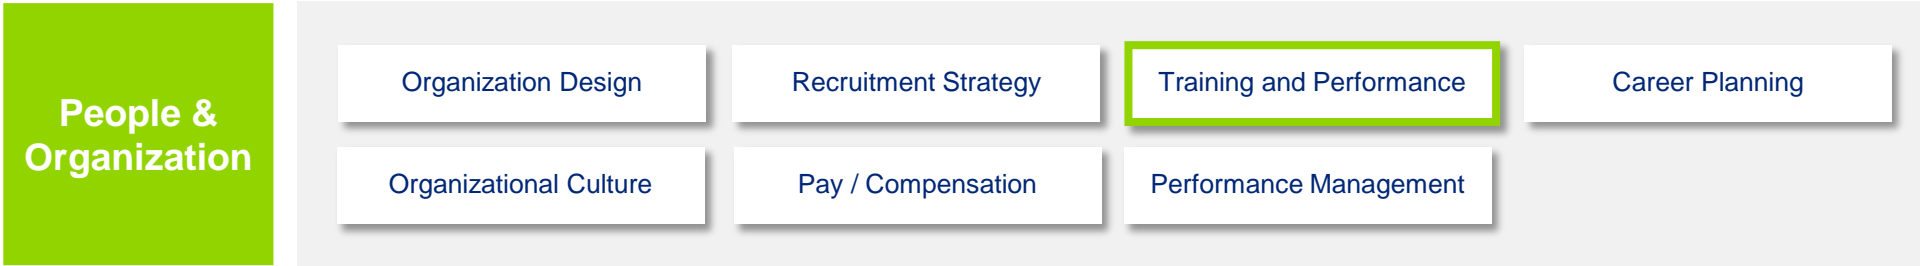 People &
Organization
Organization Design
Recruitment Strategy
Training and Performance
Career Planning
Organizational Culture
Pay / Compensation
Performance Management